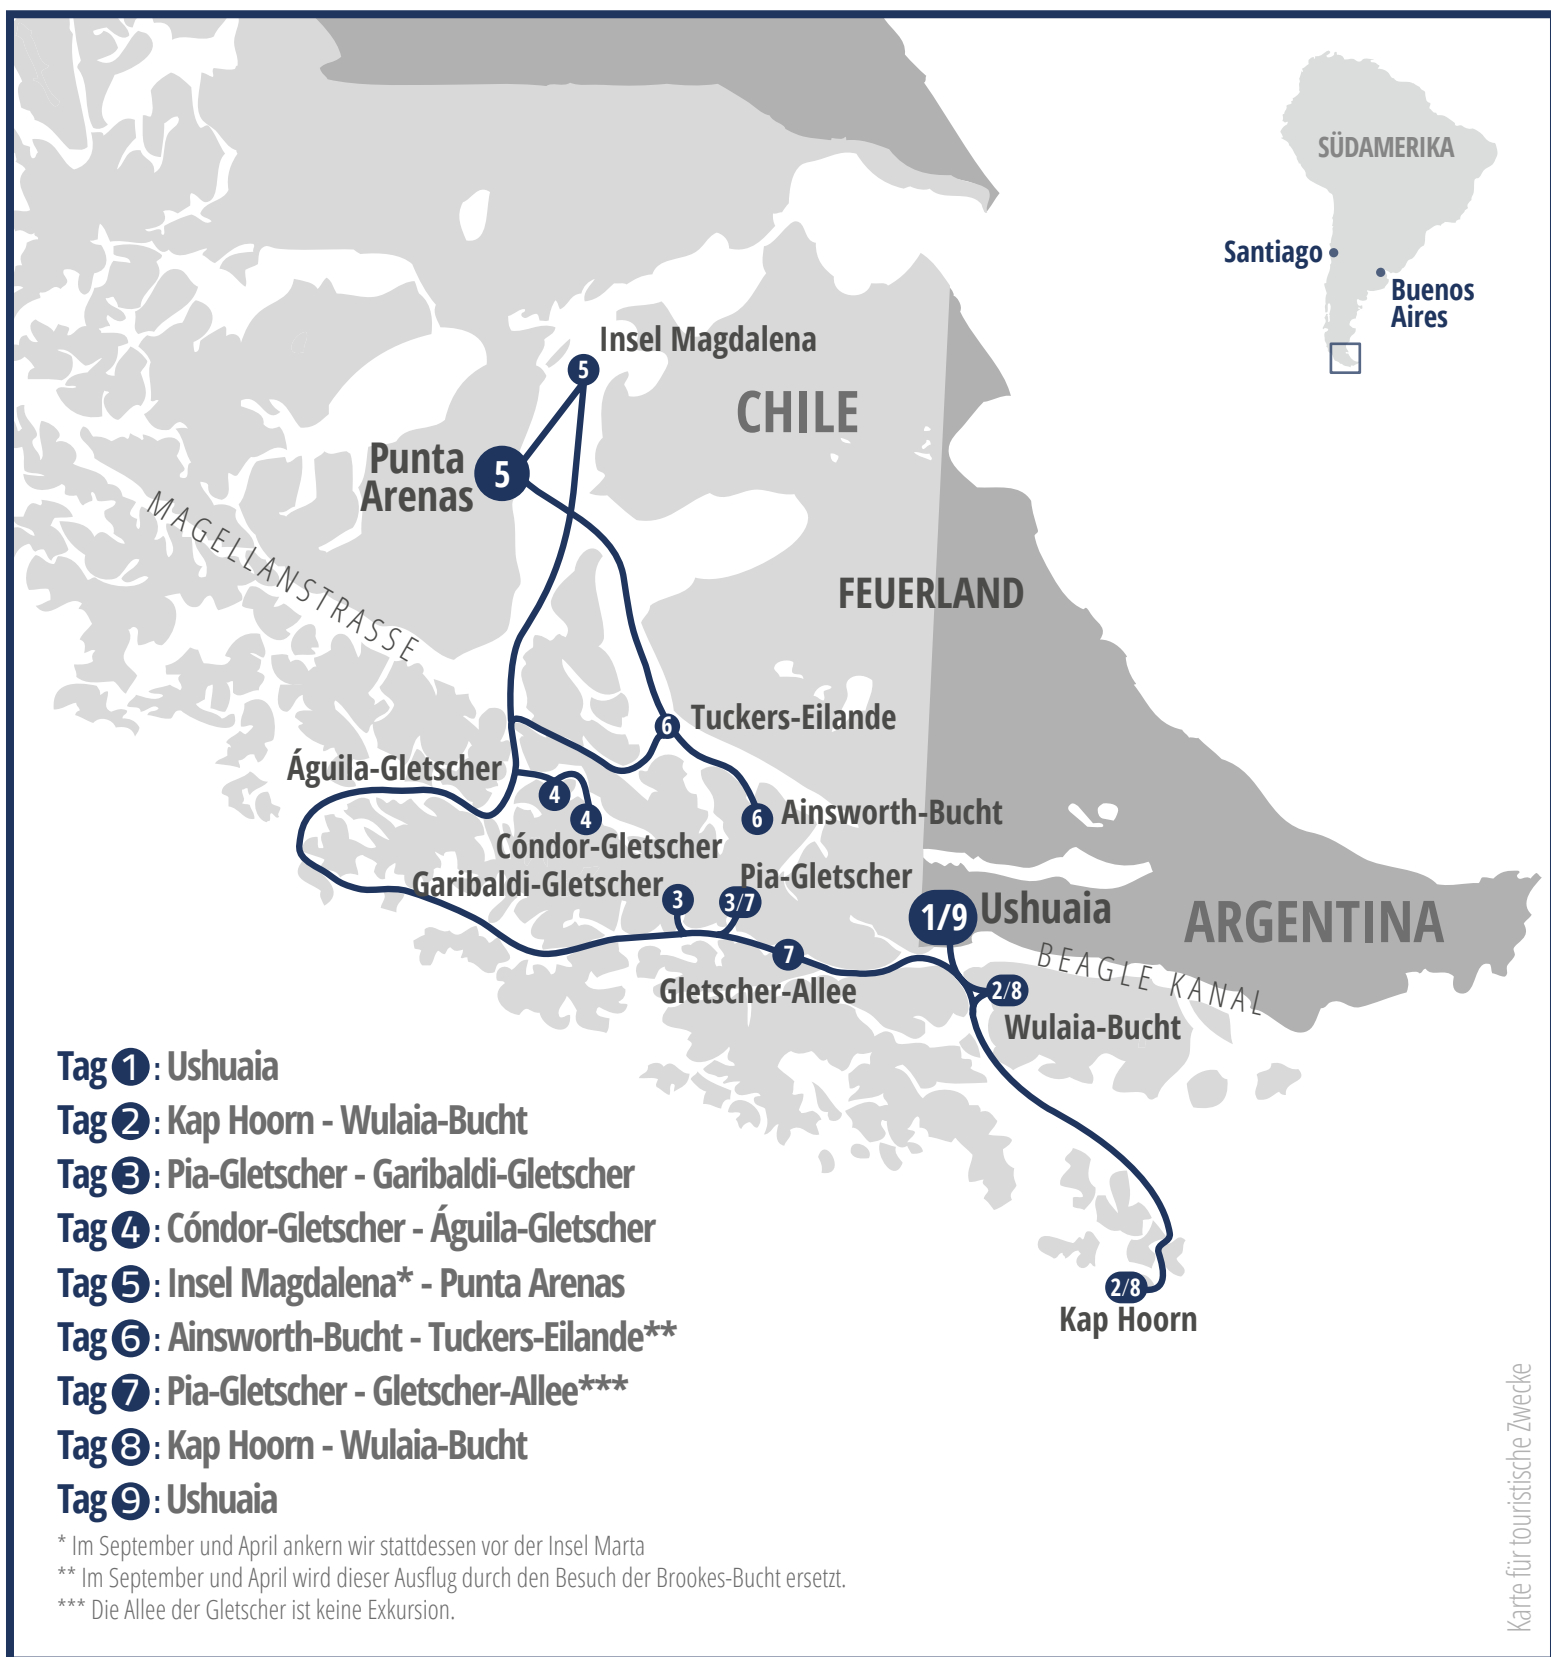 SÜDAMERIKA
Santiago
Buenos
Aires
Insel Magdalena
5
CHILE
Punta
Arenas
5
MAGELLANSTRASSE
FEUERLAND
6
Tuckers-Eilande
Águila-Gletscher
4
4
6
Ainsworth-Bucht
Cóndor-Gletscher
Garibaldi-Gletscher
3
Pia-Gletscher
3/7
1/9
Ushuaia
ARGENTINA
BEAGLE KANAL
7
Gletscher-Allee
2/8
Wulaia-Bucht
2/8
Kap Hoorn
Tag 1 : Ushuaia
Tag 2 : Kap Hoorn - Wulaia-Bucht
Tag 3 : Pia-Gletscher - Garibaldi-Gletscher
Tag 4 : Cóndor-Gletscher - Águila-Gletscher
Tag 5 : Insel Magdalena* - Punta Arenas
Tag 6 : Ainsworth-Bucht - Tuckers-Eilande**
Tag 7 : Pia-Gletscher - Gletscher-Allee***
Tag 8 : Kap Hoorn - Wulaia-Bucht
Tag 9 : Ushuaia
* Im September und April ankern wir stattdessen vor der Insel Marta
** Im September und April wird dieser Ausflug durch den Besuch der Brookes-Bucht ersetzt.
*** Die Allee der Gletscher ist keine Exkursion.
Karte für touristische Zwecke